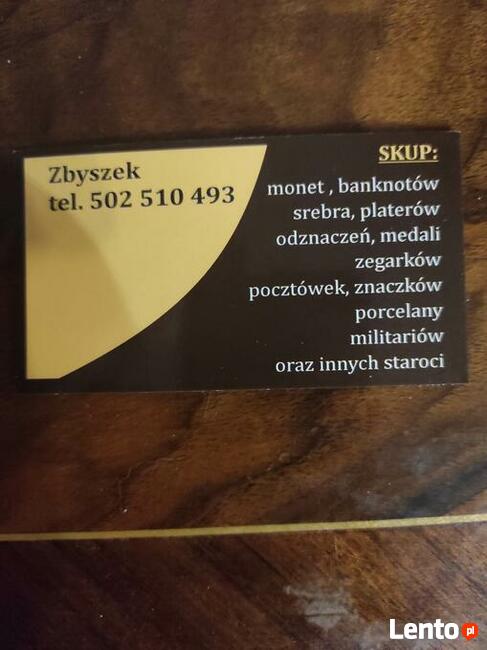 Zbyszek
tel. 502 510 493
SKUP:
monet , banknotów
srebra, platerów
odznaczeń, medali
zegarków
pocztówek, znaczków
porcelany
militariów
oraz innych staroci
Lento pl